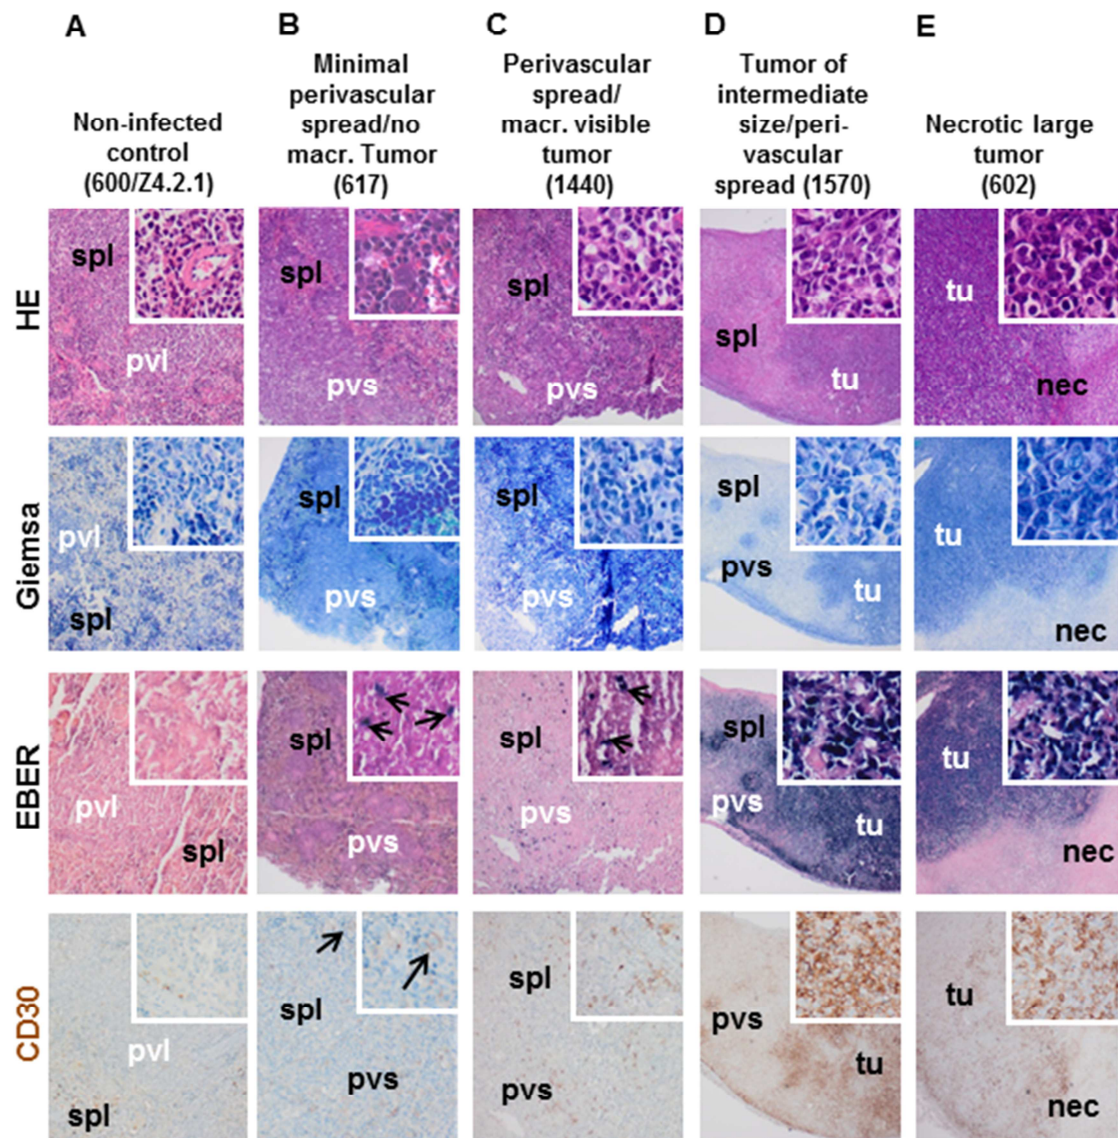 A
B
C
D
E
Non-infected
control
(600/Z4.2.1)
Minimal
perivascular
spread/no
macr. Tumor
(617)
Perivascular
spread/
macr. visible
tumor
(1440)
Tumor of
intermediate
size/peri-
vascular
spread (1570)
Necrotic large
tumor
(602)
HE
spl
pvl
spl
pvs
spl
pvs
spl
tu
tu
nec
Giemsa
pvl
spl
spl
pvs
spl
pvs
spl
pvs
tu
tu
nec
EBER
pvl
spl
spl
pvs
spl
pvs
spl
pvs
tu
tu
nec
CD30
pvl
spl
spl
pvs
spl
pvs
pvs
tu
tu
nec